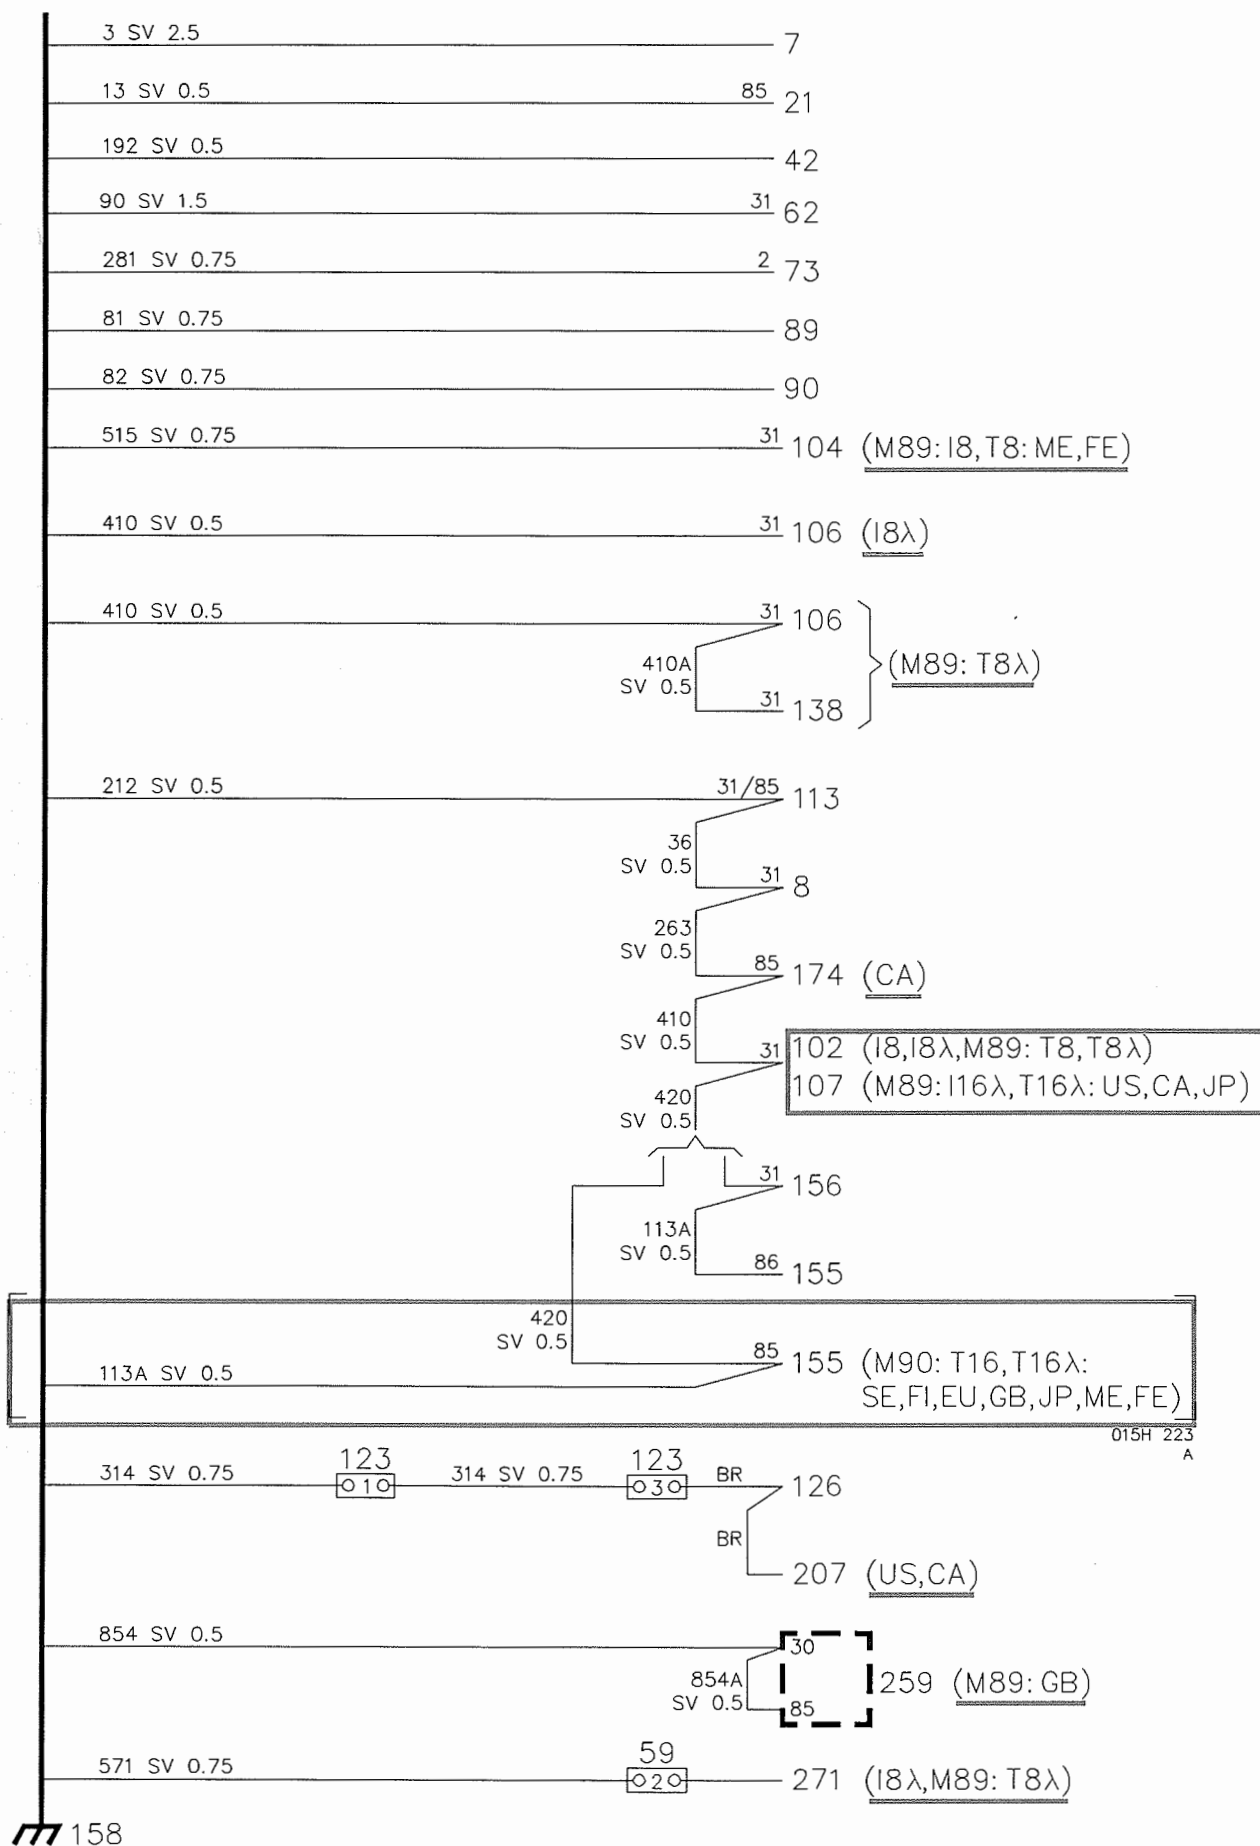 3 SV 2.5 7
13 SV 0.5 85 21
192 SV 0.5 42
90 SV 1.5 31 62
281 SV 0.75 2 73
81 SV 0.75 89
82 SV 0.75 90
515 SV 0.75 31 104 (M89: I8,T8: ME,FE)
410 SV 0.5 31 106 (I8λ)
410 SV 0.5 31 106
410A
SV 0.5
(M89: T8λ)
31 138
212 SV 0.5 31/85 113
36
SV 0.5
31 8
263
SV 0.5
85 174 (CA)
410
SV 0.5
31 102 (I8,I8λ,M89: T8,T8λ)
107 (M89: I16λ,T16λ: US,CA,JP)
420
SV 0.5
31 156
113A
SV 0.5
86 155
420
SV 0.5
85 155 (M90: T16,T16λ:
113A SV 0.5 SE,FI,EU,GB,JP,ME,FE)
015H 223
A
123 123
314 SV 0.75 1 314 SV 0.75 3 BR 126
BR
207 (US,CA)
854 SV 0.5 30
854A
SV 0.5
259 (M89: GB)
85
59
571 SV 0.75 2 271 (I8λ,M89: T8λ)
158